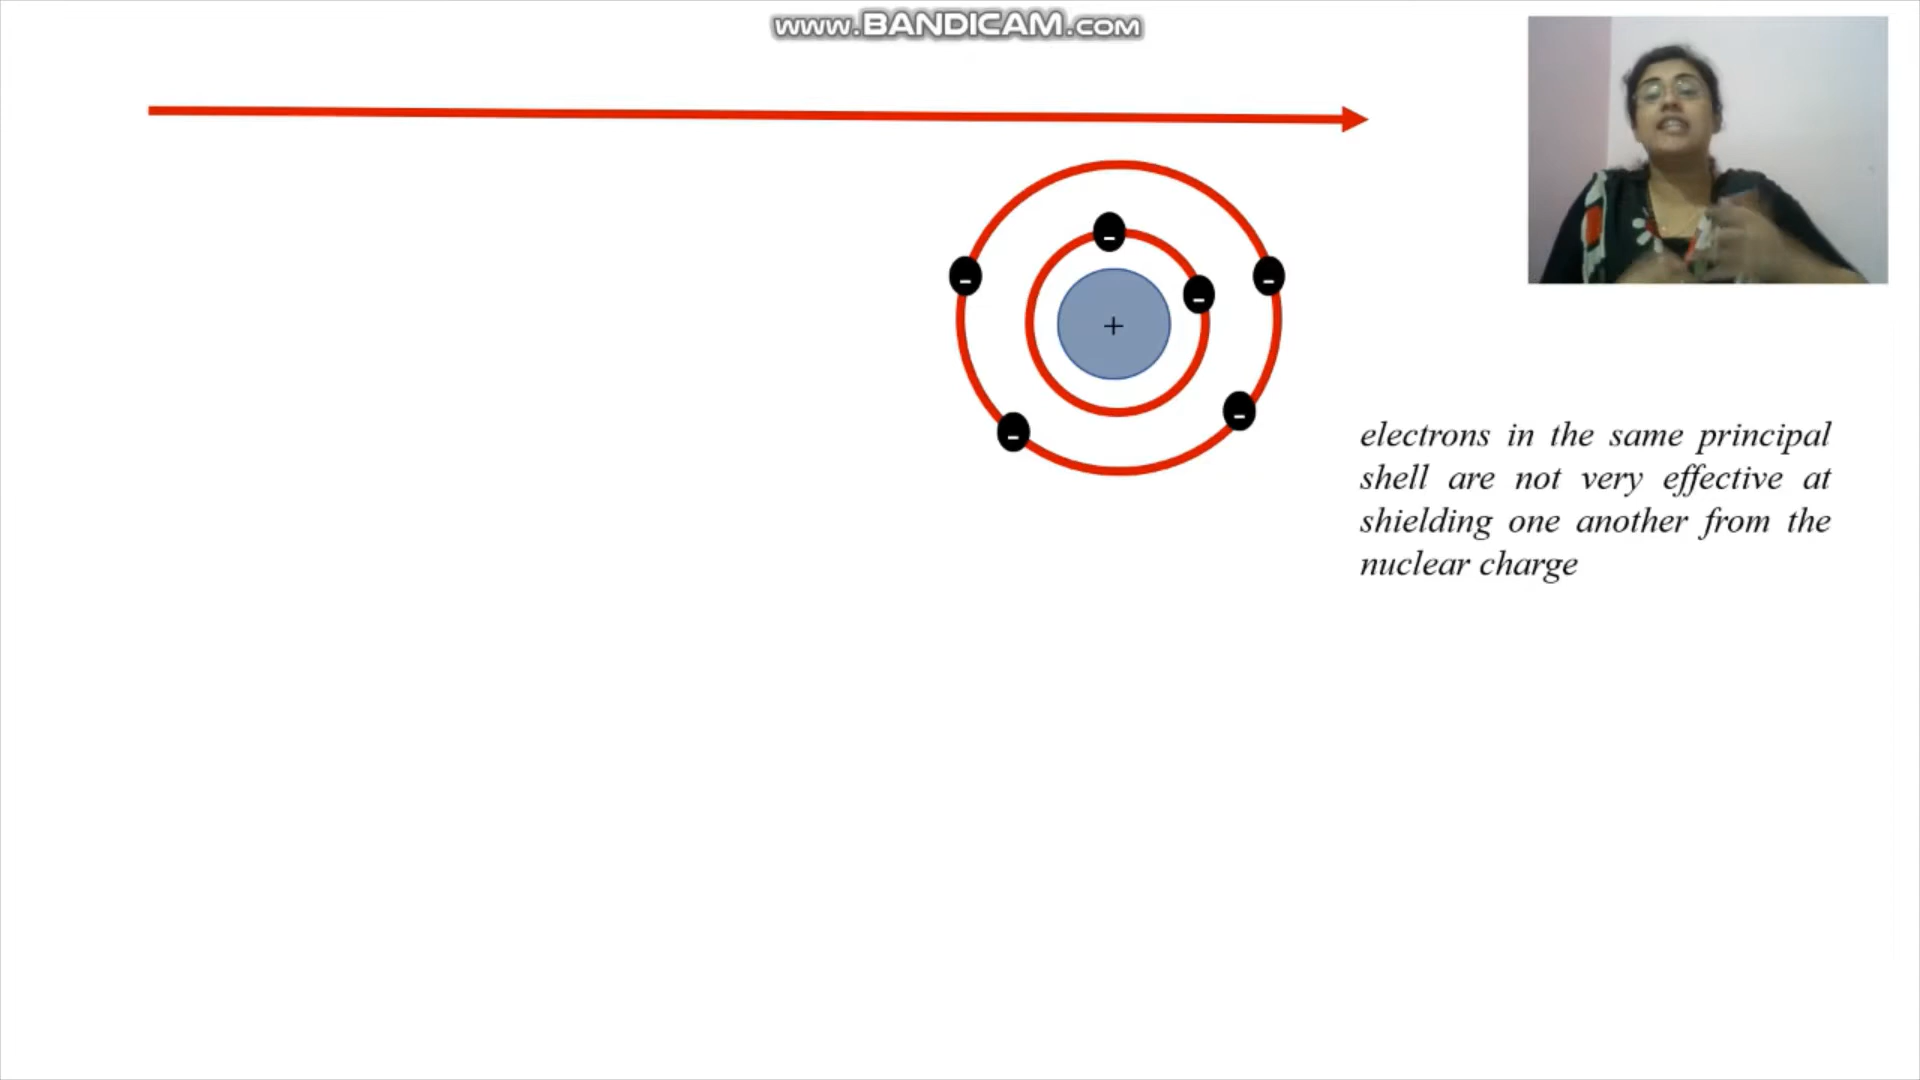 www.BANDICAM.com
-
-
-
-
+
-
-
electrons in the same principal
shell are not very effective at
shielding one another from the
nuclear charge